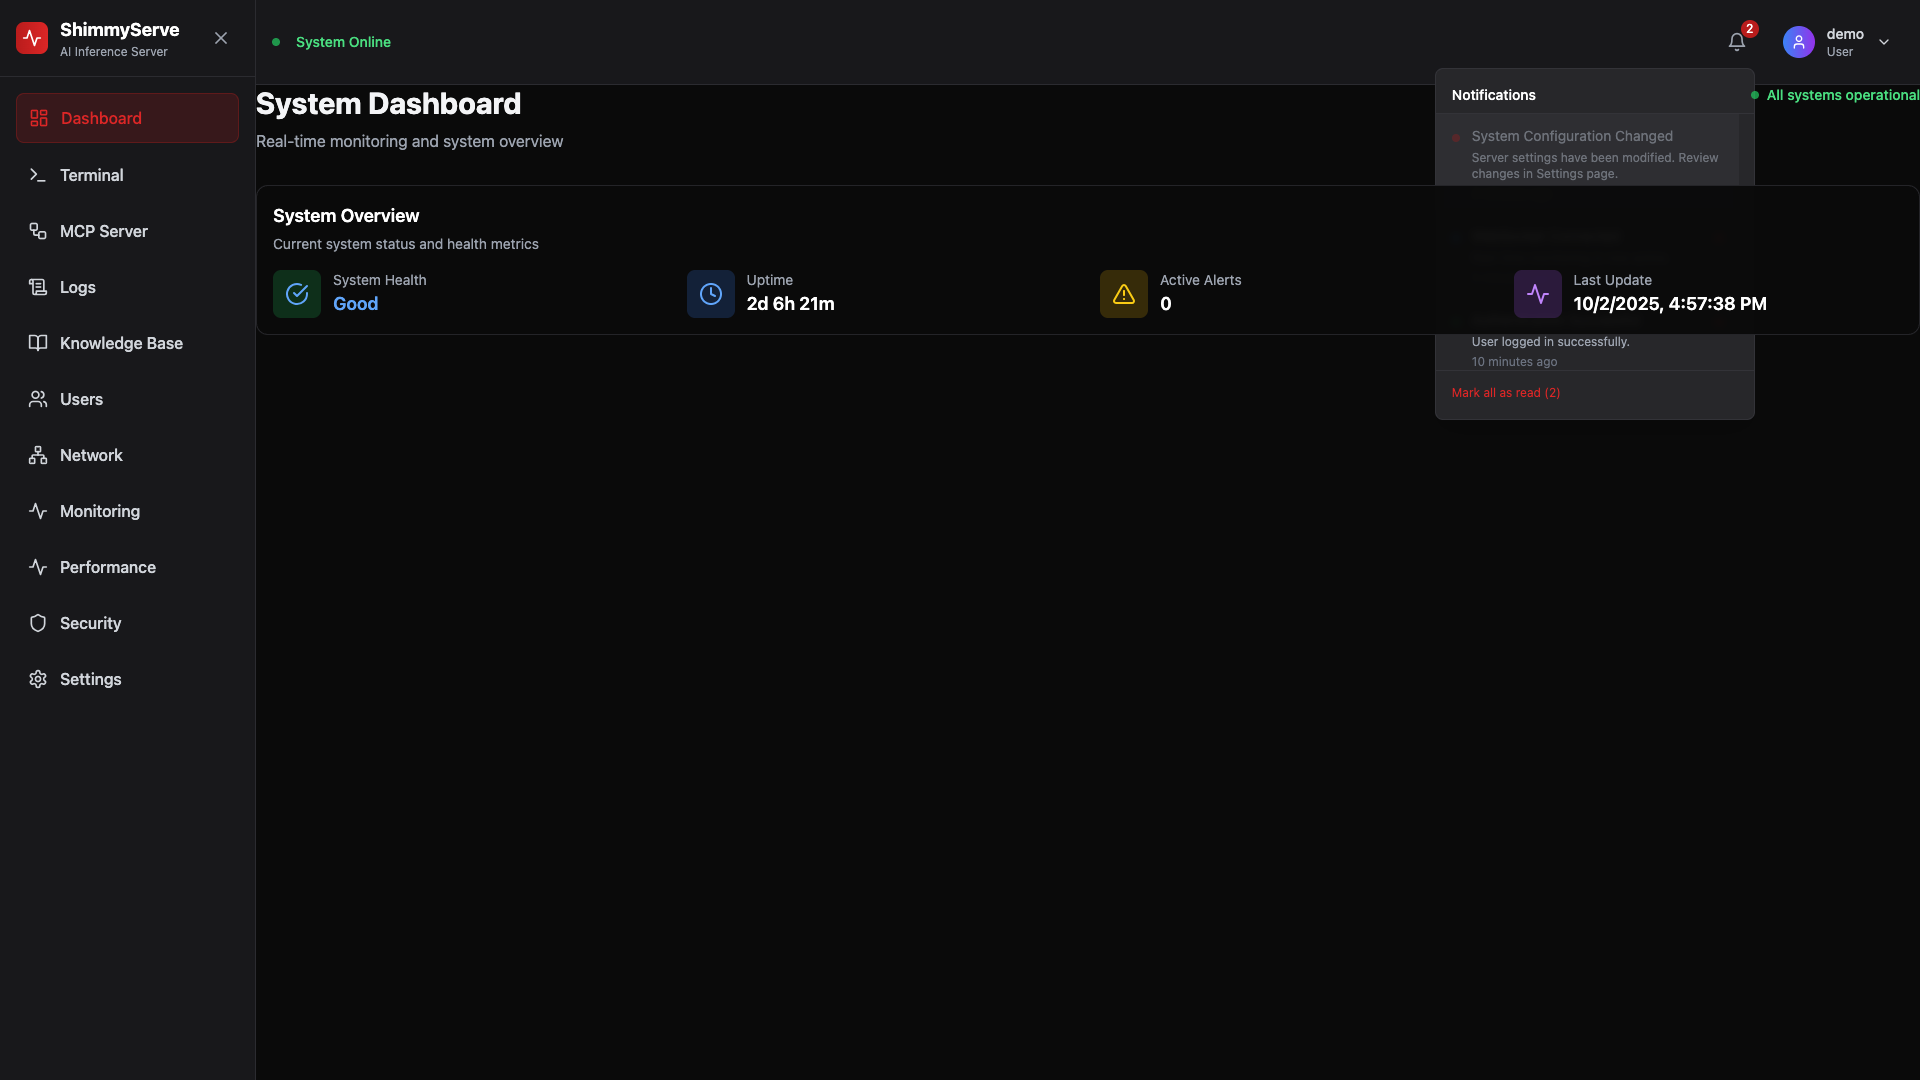 ShimmyServe
AI Inference Server
System Online
2
demo
User
Dashboard
Terminal
MCP Server
Logs
Knowledge Base
Users
Network
Monitoring
Performance
Security
Settings
System Dashboard
Real-time monitoring and system overview
All systems operational
Notifications
System Configuration Changed
Server settings have been modified. Review
changes in Settings page.
System Overview
Current system status and health metrics
System Health
Good
Uptime
2d 6h 21m
Active Alerts
0
Last Update
10/2/2025, 4:57:38 PM
User logged in successfully.
10 minutes ago
Mark all as read (2)